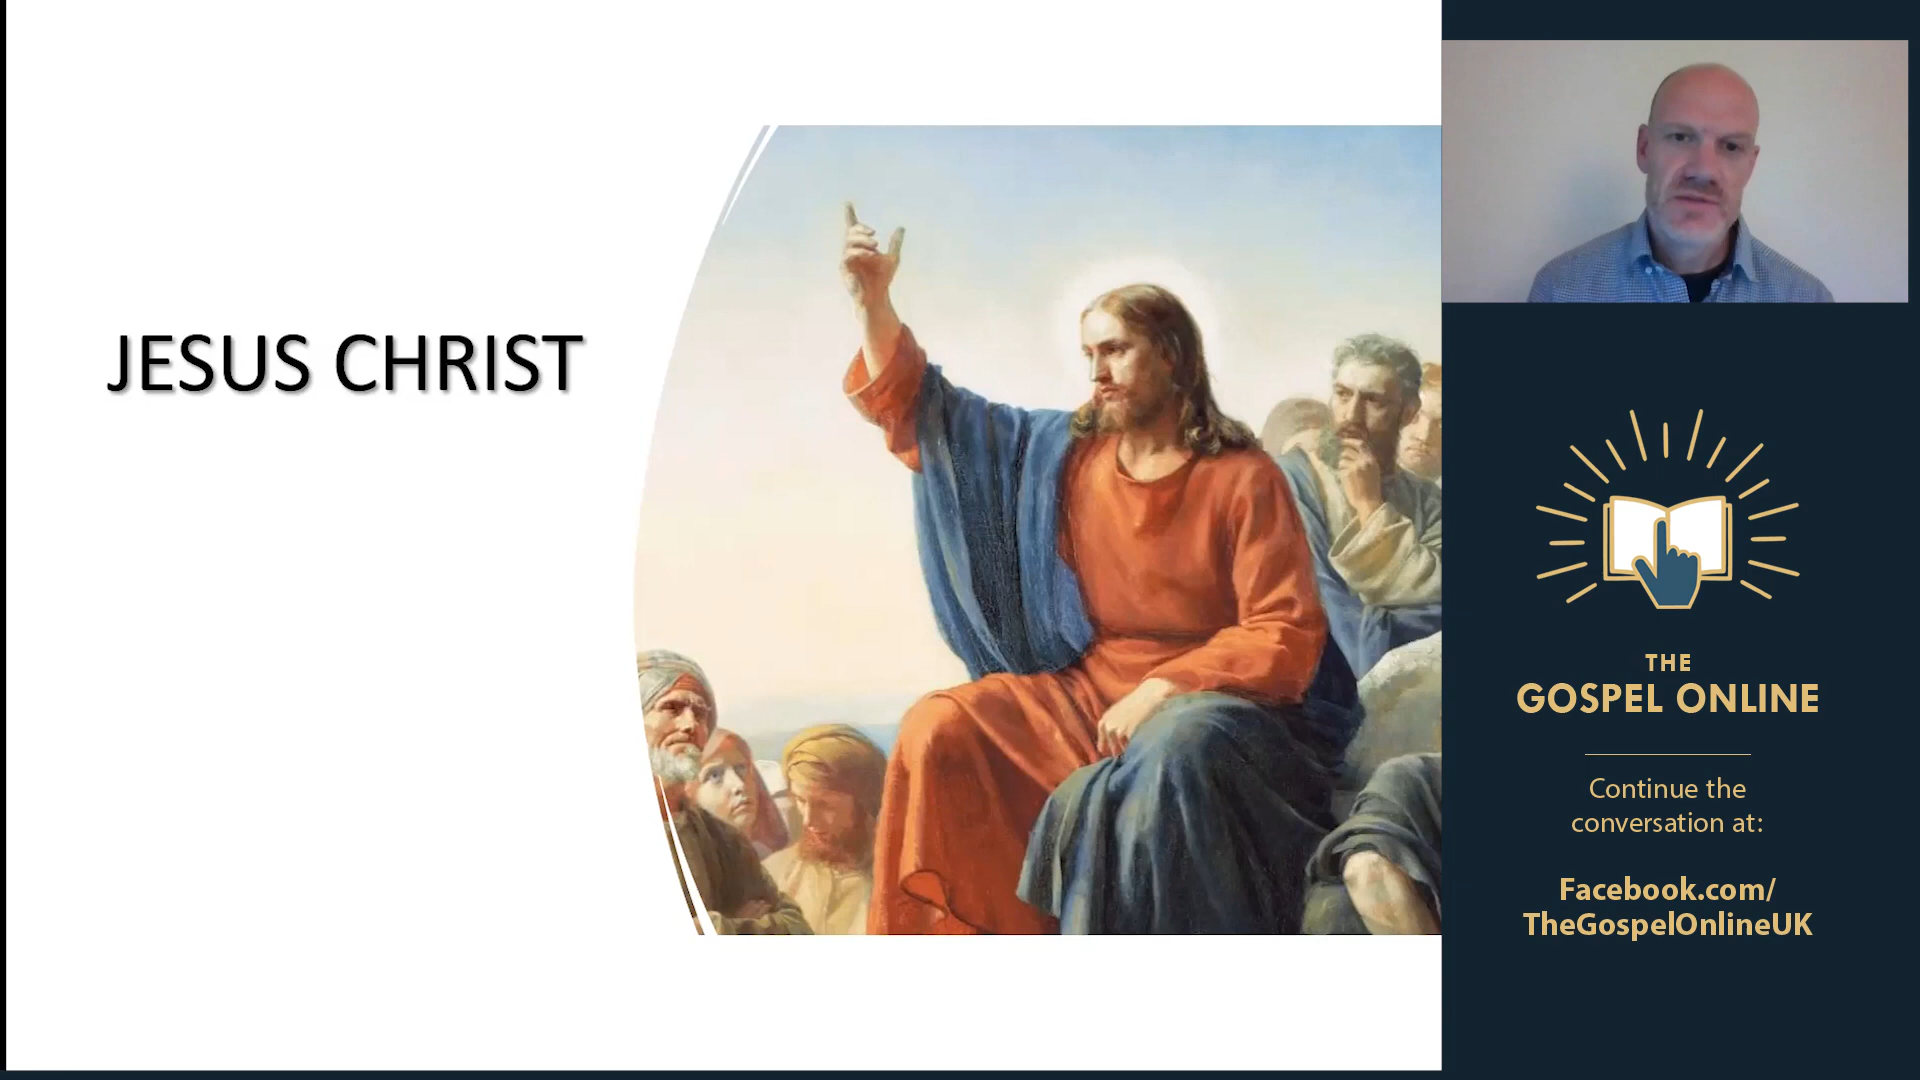 JESUS CHRIST
THE
GOSPEL ONLINE
Continue the
conversation at:
Facebook.com/
TheGospelOnlineUK